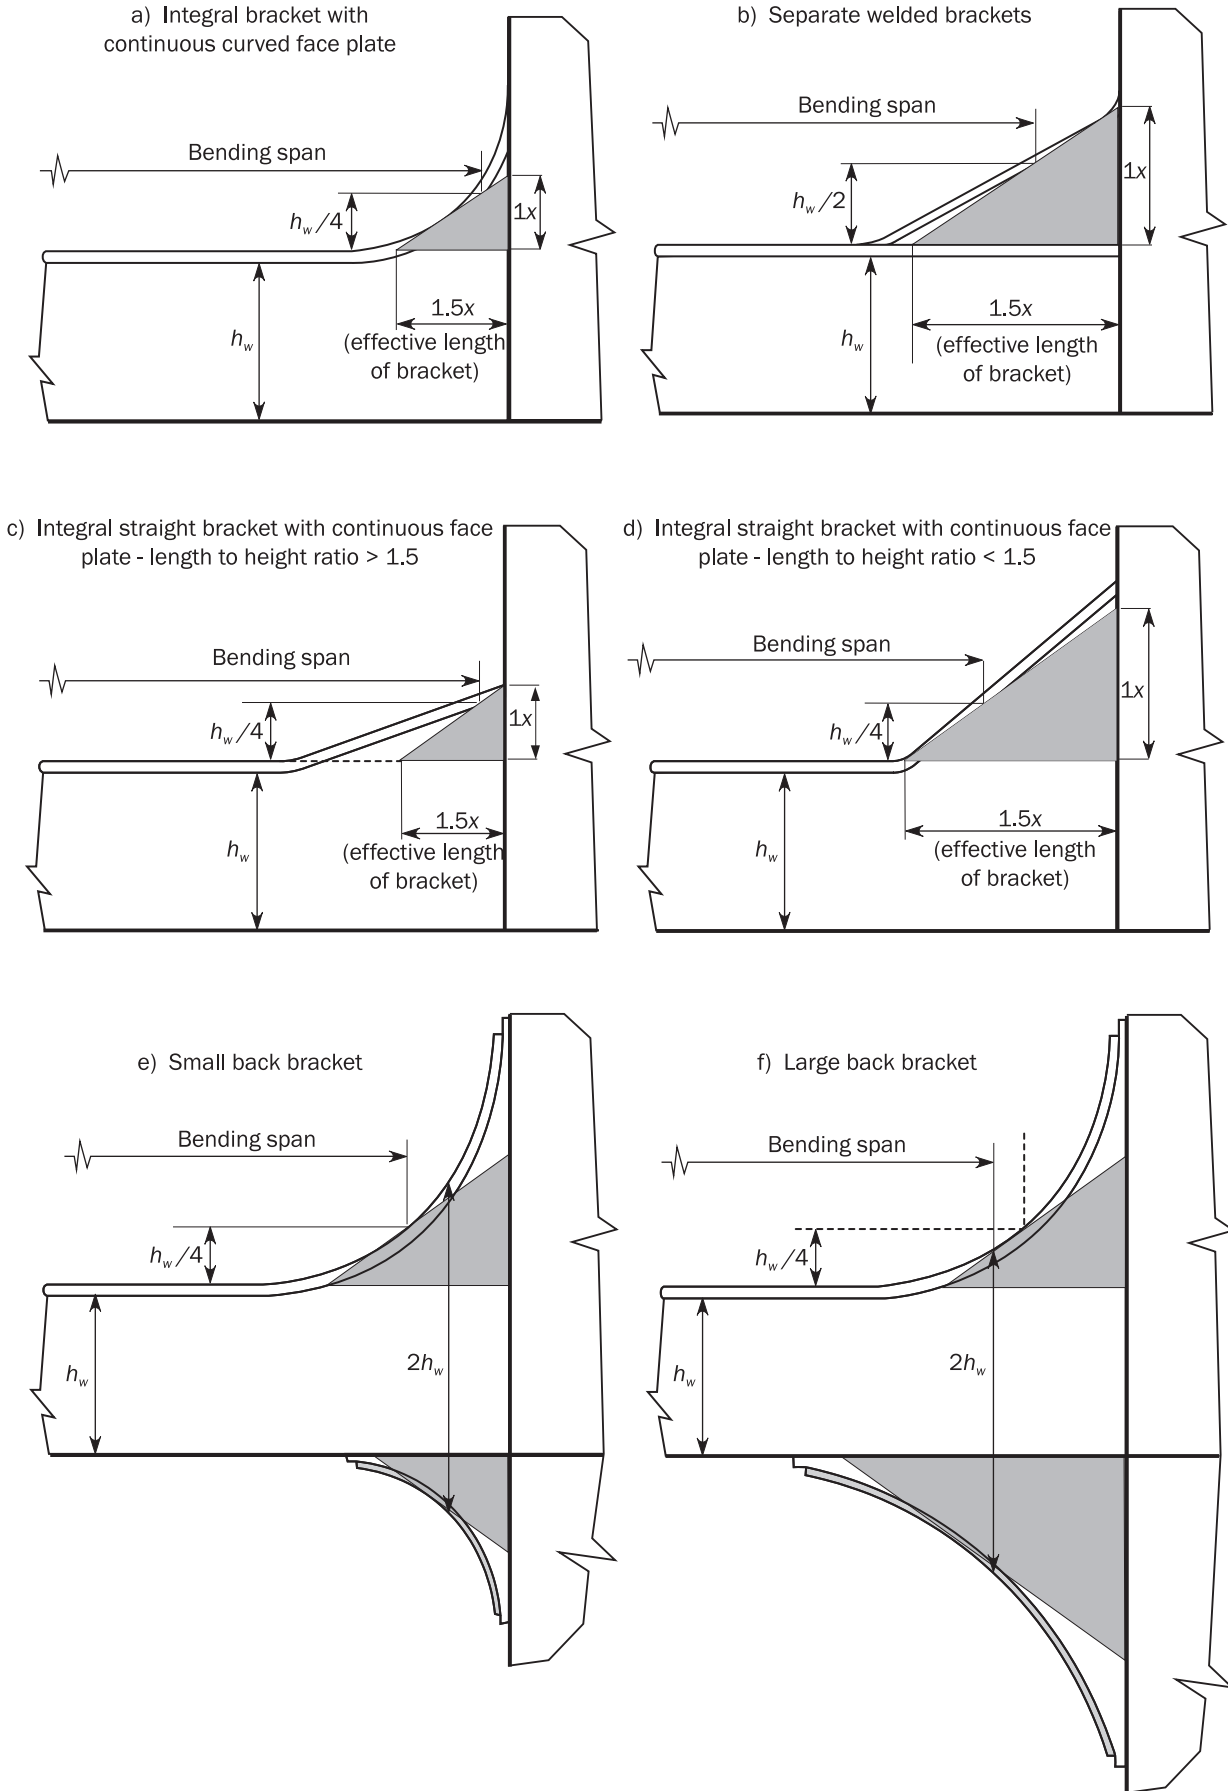 a) Integral bracket with
continuous curved face plate
Bending span
h_w/4
1x
1.5x
(effective length
of bracket)
h_w
b) Separate welded brackets
Bending span
h_w/2
1x
1.5x
(effective length
of bracket)
h_w
c) Integral straight bracket with continuous face
plate - length to height ratio > 1.5
Bending span
h_w/4
1x
1.5x
(effective length
of bracket)
h_w
d) Integral straight bracket with continuous face
plate - length to height ratio < 1.5
Bending span
h_w/4
1x
1.5x
(effective length
of bracket)
h_w
e) Small back bracket
Bending span
h_w/4
2h_w
h_w
f) Large back bracket
Bending span
h_w/4
2h_w
h_w